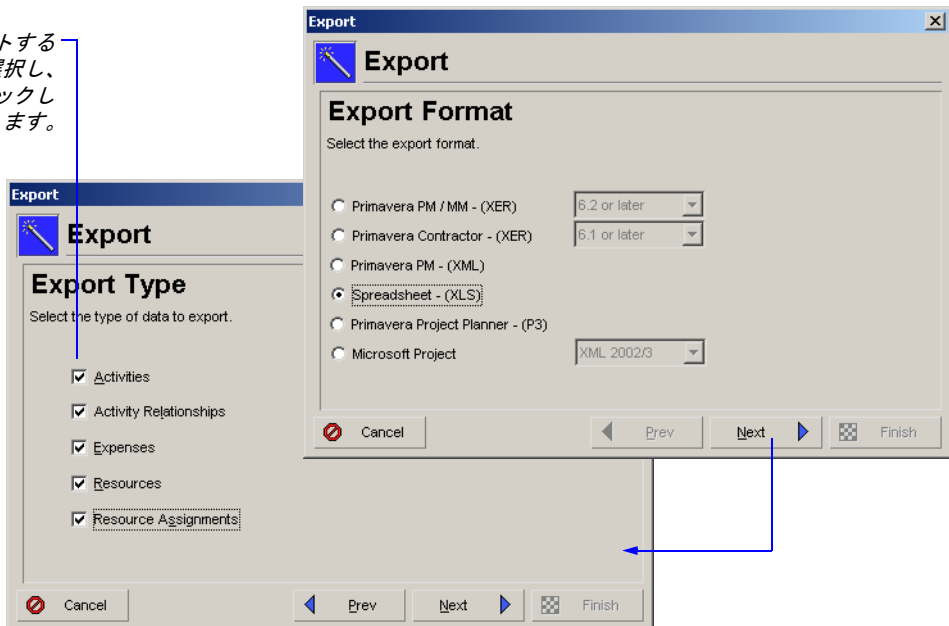 トする
選択し、
ックし
ます。
Export
Export
Export Format
Select the export format.
Primavera PM / MM - (XER)
6.2 or later
Primavera Contractor - (XER)
6.1 or later
Primavera PM - (XML)
Spreadsheet - (XLS)
Primavera Project Planner - (P3)
Microsoft Project
XML 2002/3
Cancel
Prev
Next
Finish
Export
Export
Export Type
Select the type of data to export.
Activities
Activity Relationships
Expenses
Resources
Resource Assignments
Cancel
Prev
Next
Finish